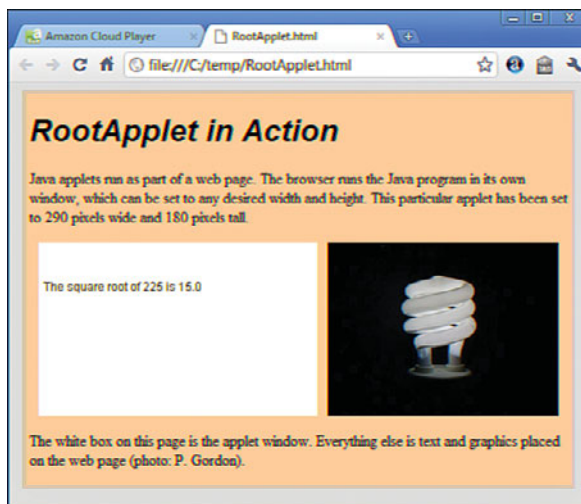 Amazon Cloud Player
RootApplet.html
file:///C:/temp/RootApplet.html
RootApplet in Action
Java applets run as part of a web page. The browser runs the Java program in its own
window, which can be set to any desired width and height. This particular applet has been set
to 290 pixels wide and 180 pixels tall.
The square root of 225 is 15.0
The white box on this page is the applet window. Everything else is text and graphics placed
on the web page (photo: P. Gordon).